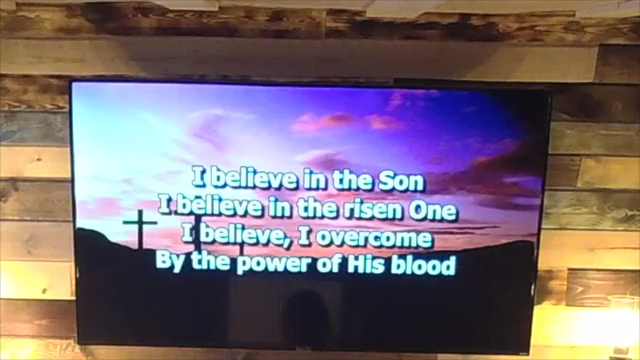 I believe in the Son
I believe in the risen One
I believe, I overcome
By the power of His blood